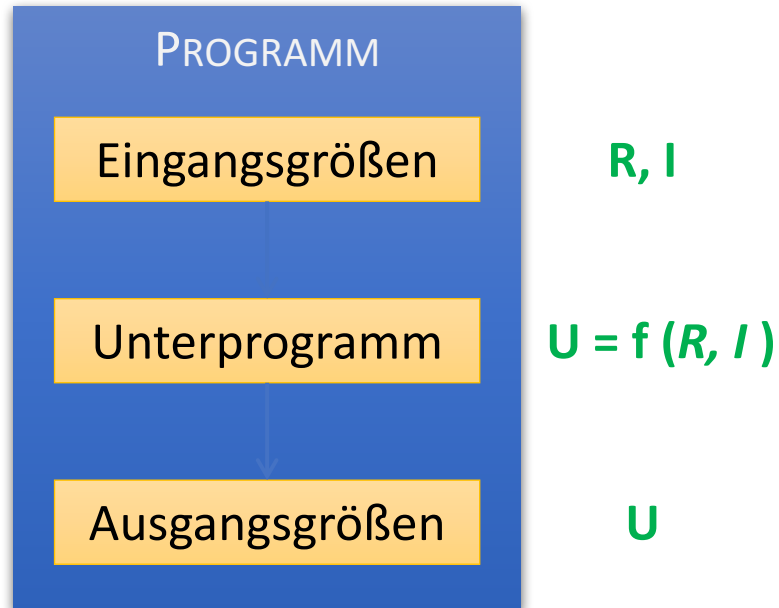 PROGRAMM
Eingangsgrößen
R, I
Unterprogramm
U = f (R, I )
Ausgangsgrößen
U